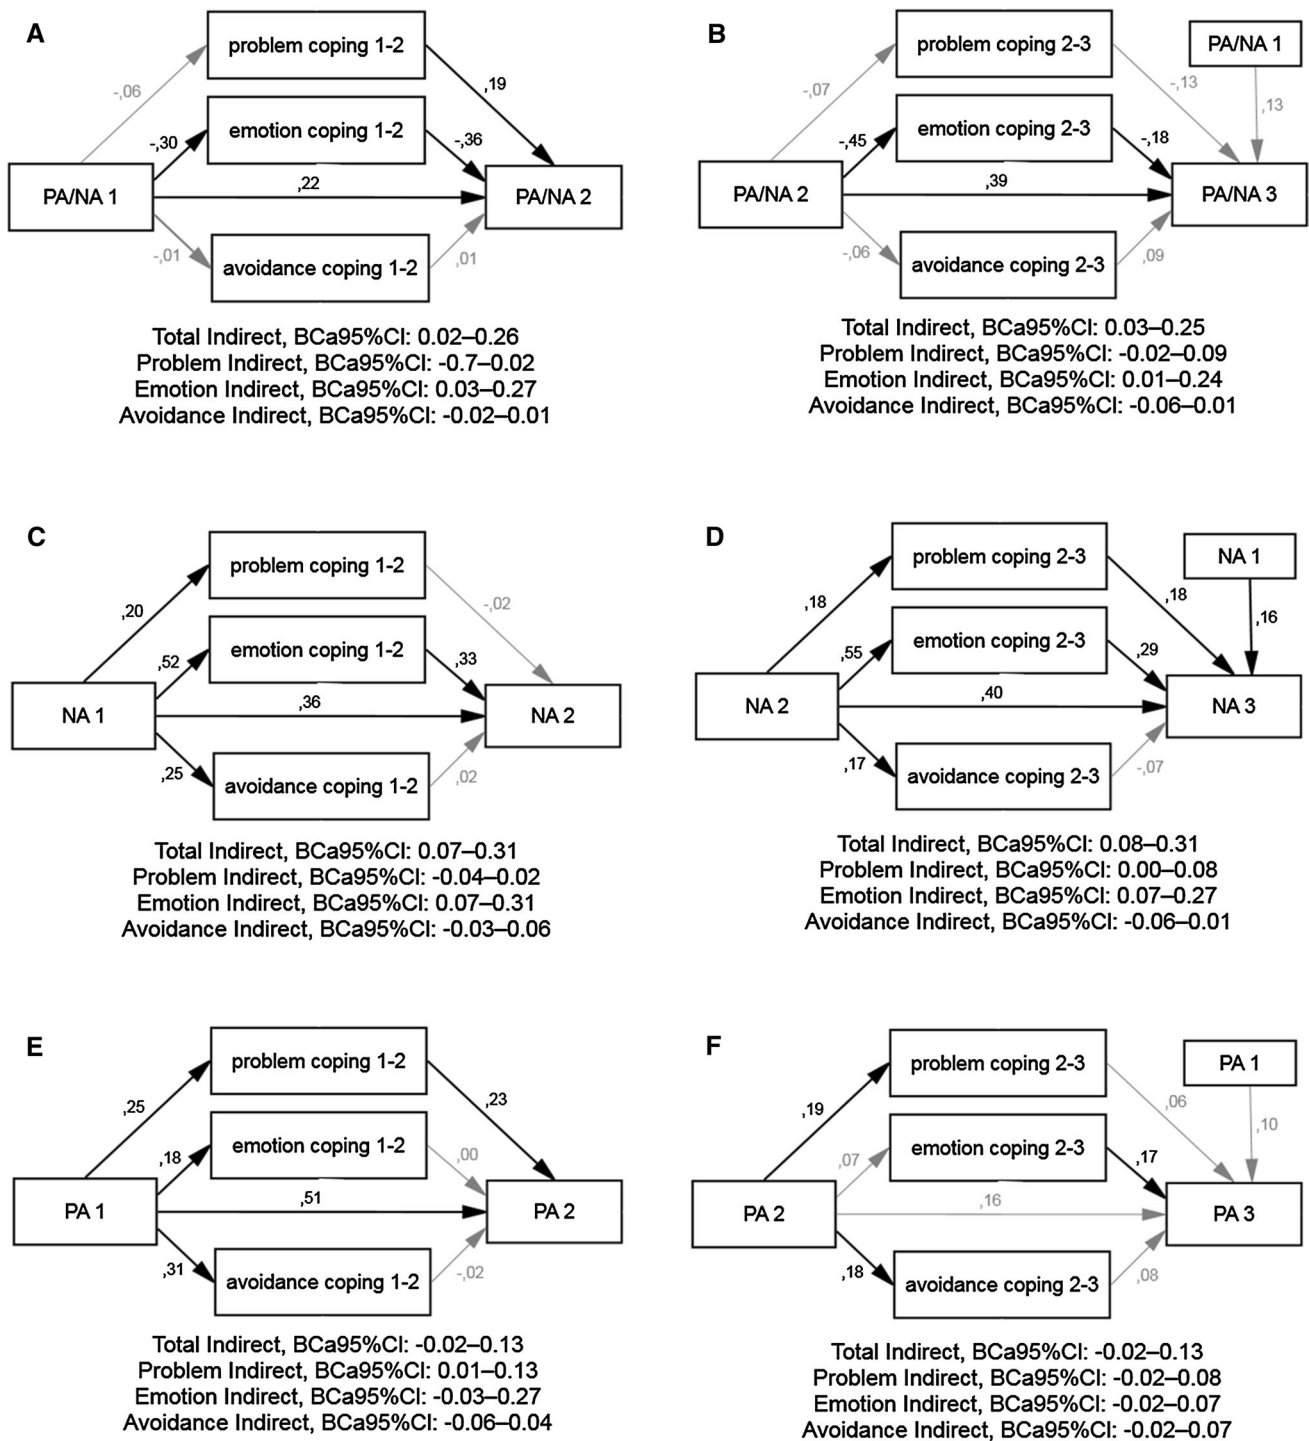 A
problem coping 1-2
-,06
,19
emotion coping 1-2
-,30
-,36
PA/NA 1
,22
PA/NA 2
-,01
avoidance coping 1-2
,01
Total Indirect, BCa95%CI: 0.02–0.26
Problem Indirect, BCa95%CI: -0.7–0.02
Emotion Indirect, BCa95%CI: 0.03–0.27
Avoidance Indirect, BCa95%CI: -0.02–0.01
B
problem coping 2-3
PA/NA 1
-,07
-,13
,13
emotion coping 2-3
-,45
-,18
PA/NA 2
,39
PA/NA 3
-,06
avoidance coping 2-3
,09
Total Indirect, BCa95%CI: 0.03–0.25
Problem Indirect, BCa95%CI: -0.02–0.09
Emotion Indirect, BCa95%CI: 0.01–0.24
Avoidance Indirect, BCa95%CI: -0.06–0.01
C
problem coping 1-2
,20
-,02
emotion coping 1-2
,52
,33
NA 1
,36
NA 2
,25
avoidance coping 1-2
,02
Total Indirect, BCa95%CI: 0.07–0.31
Problem Indirect, BCa95%CI: -0.04–0.02
Emotion Indirect, BCa95%CI: 0.07–0.31
Avoidance Indirect, BCa95%CI: -0.03–0.06
D
problem coping 2-3
NA 1
,18
,18
,16
emotion coping 2-3
,55
,29
NA 2
,40
NA 3
,17
avoidance coping 2-3
-,07
Total Indirect, BCa95%CI: 0.08–0.31
Problem Indirect, BCa95%CI: 0.00–0.08
Emotion Indirect, BCa95%CI: 0.07–0.27
Avoidance Indirect, BCa95%CI: -0.06–0.01
E
problem coping 1-2
,25
,23
emotion coping 1-2
,18
,00
PA 1
,51
PA 2
,31
avoidance coping 1-2
-,02
Total Indirect, BCa95%CI: -0.02–0.13
Problem Indirect, BCa95%CI: 0.01–0.13
Emotion Indirect, BCa95%CI: -0.03–0.27
Avoidance Indirect, BCa95%CI: -0.06–0.04
F
problem coping 2-3
PA 1
,19
,06
,10
emotion coping 2-3
,07
,17
PA 2
,16
PA 3
,18
avoidance coping 2-3
,08
Total Indirect, BCa95%CI: -0.02–0.13
Problem Indirect, BCa95%CI: -0.02–0.08
Emotion Indirect, BCa95%CI: -0.02–0.07
Avoidance Indirect, BCa95%CI: -0.02–0.07